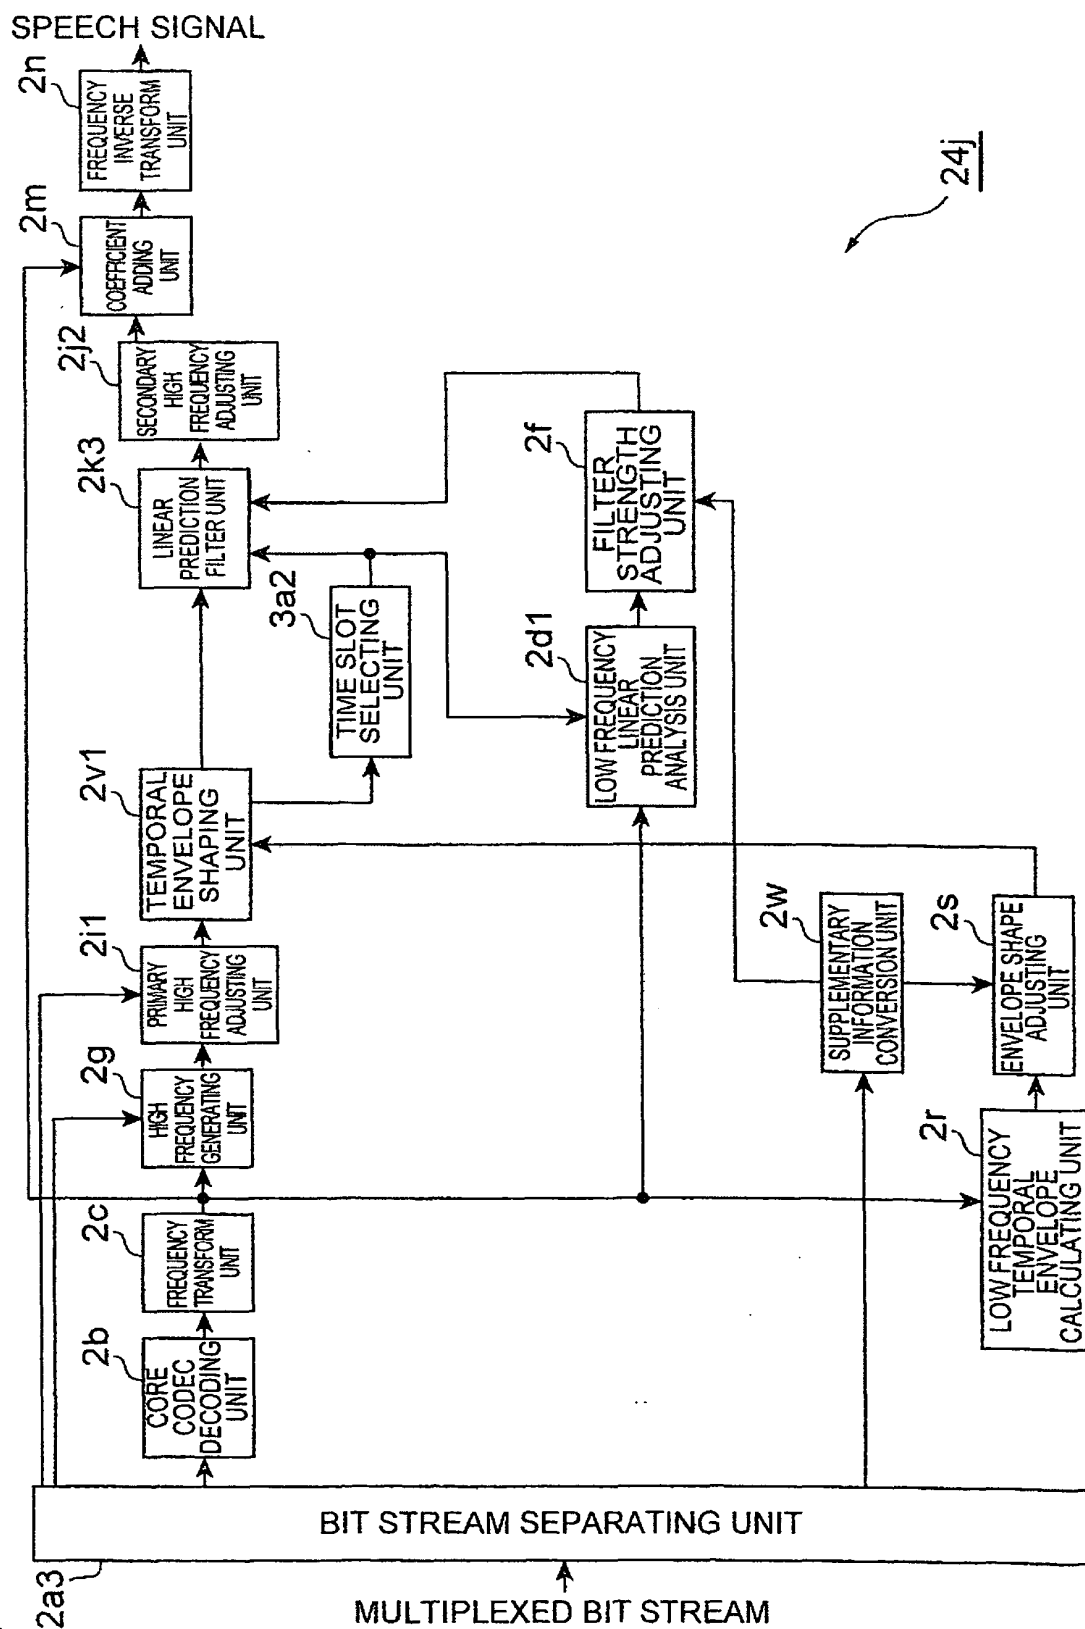 SPEECH SIGNAL
2n
FREQUENCY
INVERSE
TRANSFORM
UNIT
2m
COEFFICIENT
ADDING
UNIT
2j2
SECONDARY
HIGH
FREQUENCY
ADJUSTING
UNIT
2k3
LINEAR
PREDICTION
FILTER UNIT
3a2
TIME SLOT
SELECTING
UNIT
2f
FILTER
STRENGTH
ADJUSTING
UNIT
2d1
LOW FREQUENCY
LINEAR
PREDICTION
ANALYSIS UNIT
24j
2v1
TEMPORAL
ENVELOPE
SHAPING
UNIT
2i1
PRIMARY
HIGH
FREQUENCY
ADJUSTING
UNIT
2g
HIGH
FREQUENCY
GENERATING
UNIT
2w
SUPPLEMENTARY
INFORMATION
CONVERSION UNIT
2s
ENVELOPE SHAPE
ADJUSTING
UNIT
2r
LOW FREQUENCY
TEMPORAL
ENVELOPE
CALCULATING UNIT
2c
FREQUENCY
TRANSFORM
UNIT
2b
CORE
CODEC
DECODING
UNIT
BIT STREAM SEPARATING UNIT
2a3
MULTIPLEXED BIT STREAM